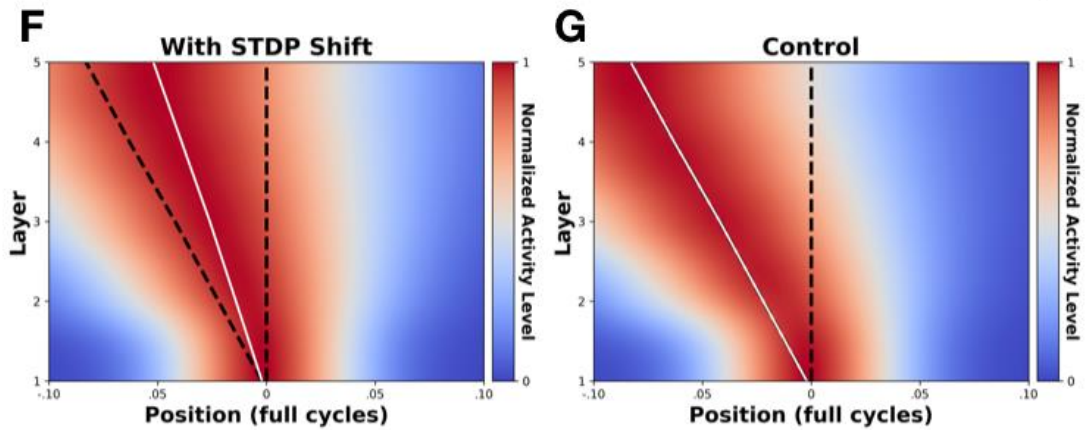 F
With STDP Shift
5
4
3
2
1
Layer
-.10
.05
0
.05
.10
Position (full cycles)
1
0
Normalized Activity Level
G
Control
5
4
3
2
1
Layer
-.10
.05
0
.05
.10
Position (full cycles)
1
0
Normalized Activity Level